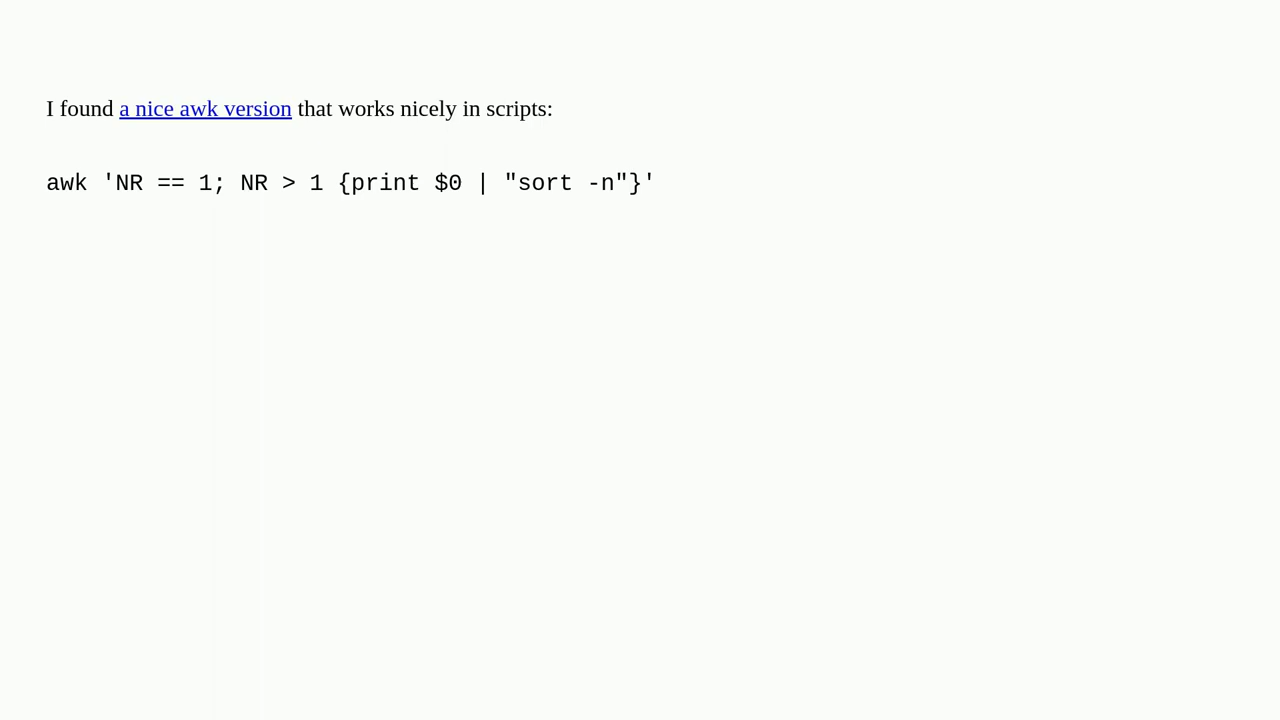 I found a nice awk version that works nicely in scripts:
awk 'NR == 1; NR > 1 {print $0 | "sort -n"}'